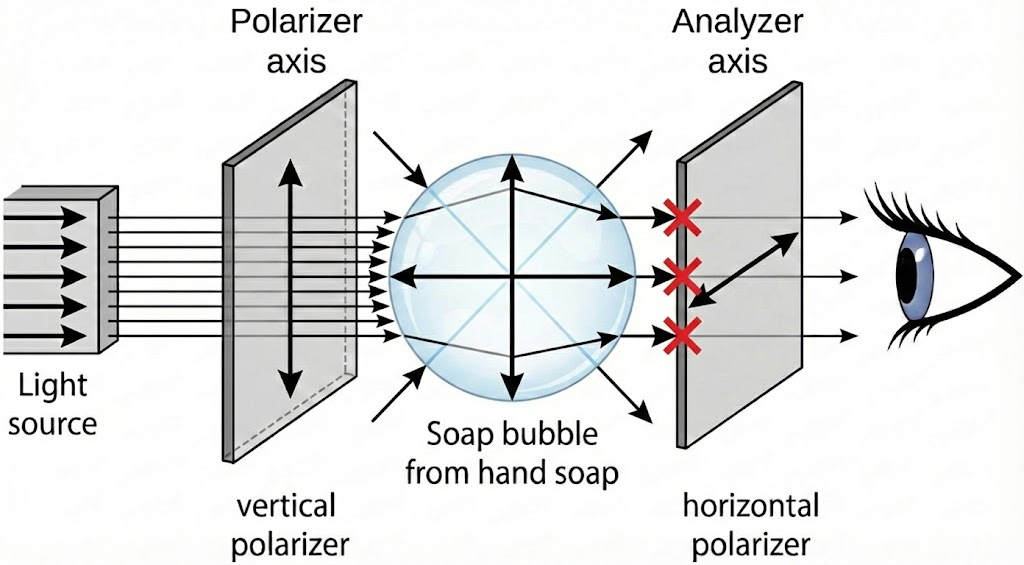 Polarizer
axis
Analyzer
axis
Light
source
Soap bubble
from hand soap
vertical
polarizer
horizontal
polarizer